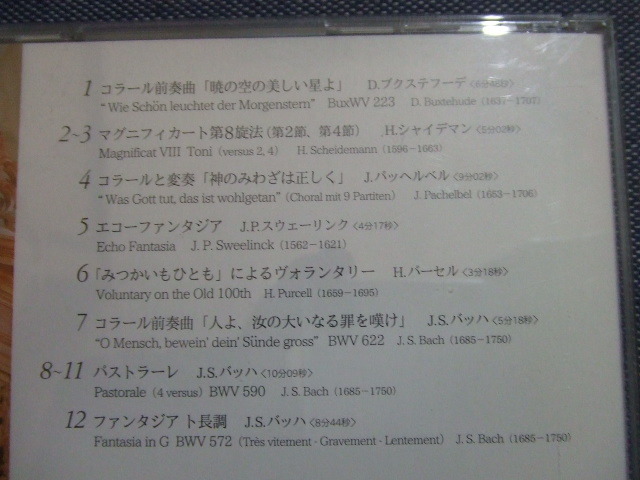 1 コラール前奏曲「暁の空の美しい星よ」 D.ブクステフーデ
"Wie Schön leuchtet der Morgenstern" BuxWV 223 D. Buxtehude (1637−1707)
2~3 マグニフィカート第8旋法(第2節、第4節) H.シャイデマン〈5分02秒〉
Magnificat VIII Toni (versus 2, 4) H. Scheidemann (1596−1663)
4 コラールと変奏「神のみわざは正しく」 J.パッヘルベル〈9分02秒〉
"Was Gott tut, das ist wohlgetan" (Choral mit 9 Partiten) J. Pachelbel (1653−1706)
5 エコーファンタジア J.P.スウェーリンク〈4分17秒〉
Echo Fantasia J. P. Sweelinck (1562−1621)
6 「みつかいもひとも」によるヴォランタリー H.パーセル〈3分18秒〉
Voluntary on the Old 100th H. Purcell (1659−1695)
7 コラール前奏曲「人よ、汝の大いなる罪を嘆け」 J.S.バッハ〈5分18秒〉
"O Mensch, bewein' dein' Sünde gross" BWV 622 J. S. Bach (1685−1750)
8~11 パストラーレ J.S.バッハ〈10分09秒〉
Pastorale (4 versus) BWV 590 J. S. Bach (1685−1750)
12 ファンタジア ト長調 J.S.バッハ〈8分44秒〉
Fantasia in G BWV 572 (Très vitement · Gravement · Lentement) J. S. Bach (1685−1750)